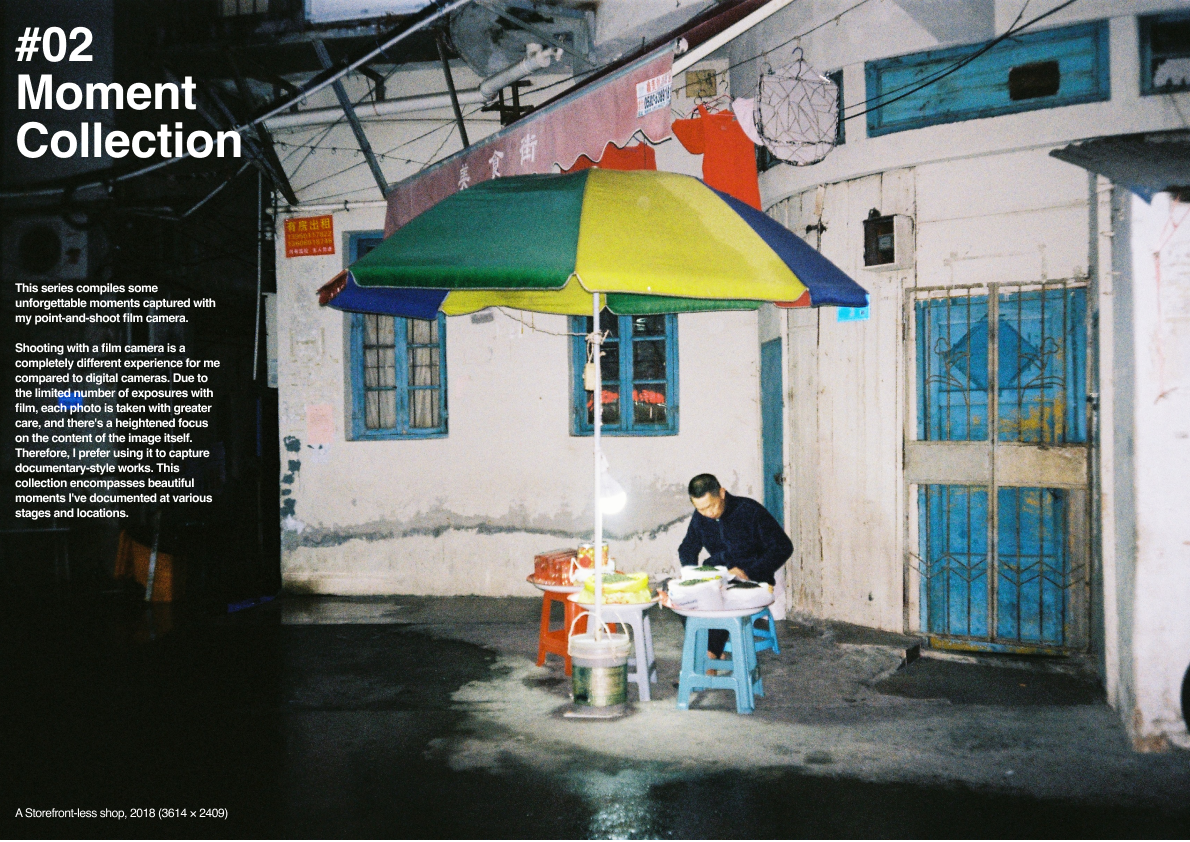 #02
Moment
Collection
美食街
有房出租
This series compiles some
unforgettable moments captured with
my point-and-shoot film camera.
Shooting with a film camera is a
completely different experience for me
compared to digital cameras. Due to
the limited number of exposures with
film, each photo is taken with greater
care, and there's a heightened focus
on the content of the image itself.
Therefore, I prefer using it to capture
documentary-style works. This
collection encompasses beautiful
moments I've documented at various
stages and locations.
A Storefront-less shop, 2018 (3614 × 2409)